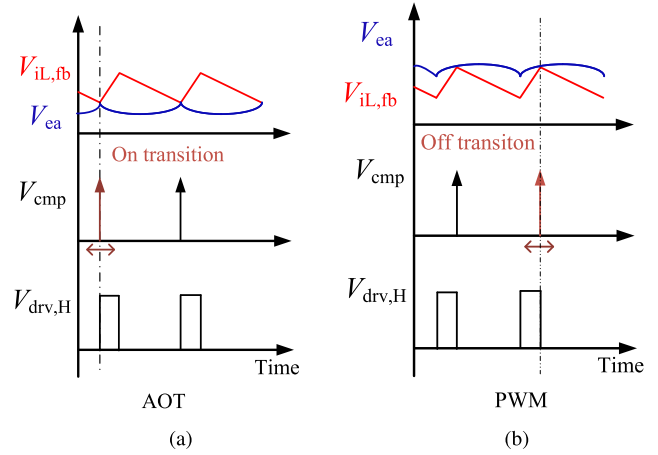 V_iL,fb
V_ea
On transition
V_cmp
V_drv,H
Time
AOT
(a)
V_ea
V_iL,fb
Off transiton
V_cmp
V_drv,H
Time
PWM
(b)